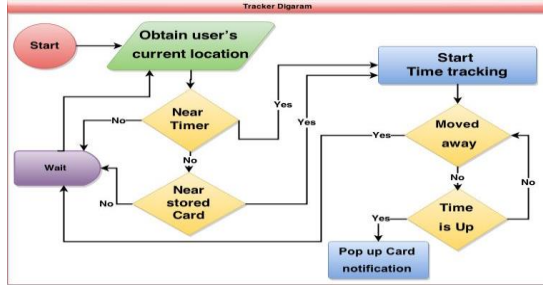 Tracker Digaram
Start
Obtain user's
current location
Start
Time tracking
Near
Timer
Yes
No
Yes
Moved
away
Yes
Wait
No
Near
stored
Card
No
No
No
Time
is Up
Yes
Pop up Card
notification